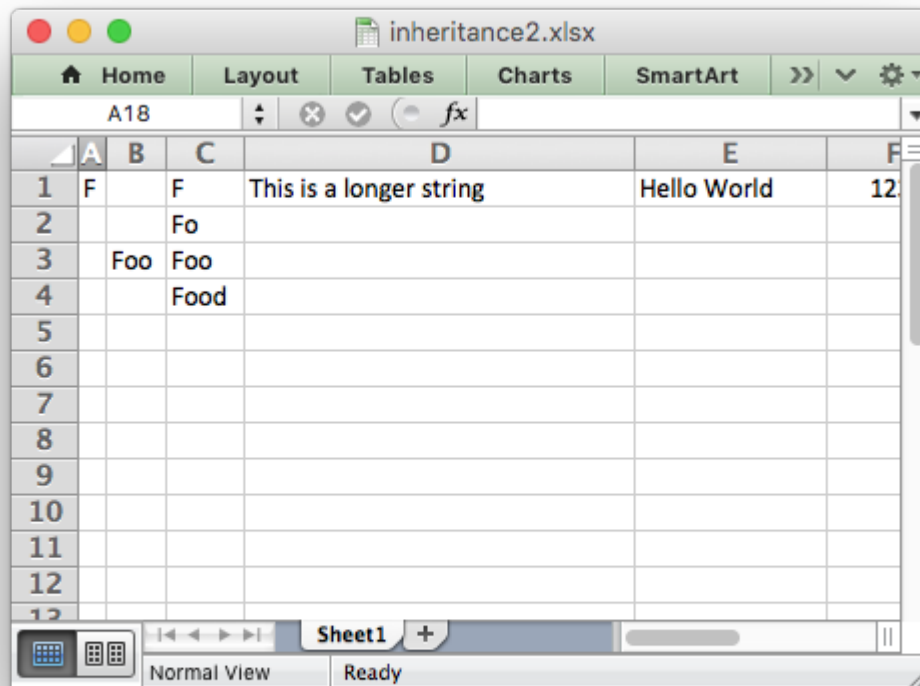 inheritance2.xlsx
Home Layout Tables Charts SmartArt
A18 fx
A B C D E F
1 F F This is a longer string Hello World
2 Fo
3 Foo Foo
4 Food
5
6
7
8
9
10
11
12
Sheet1 +
Normal View Ready